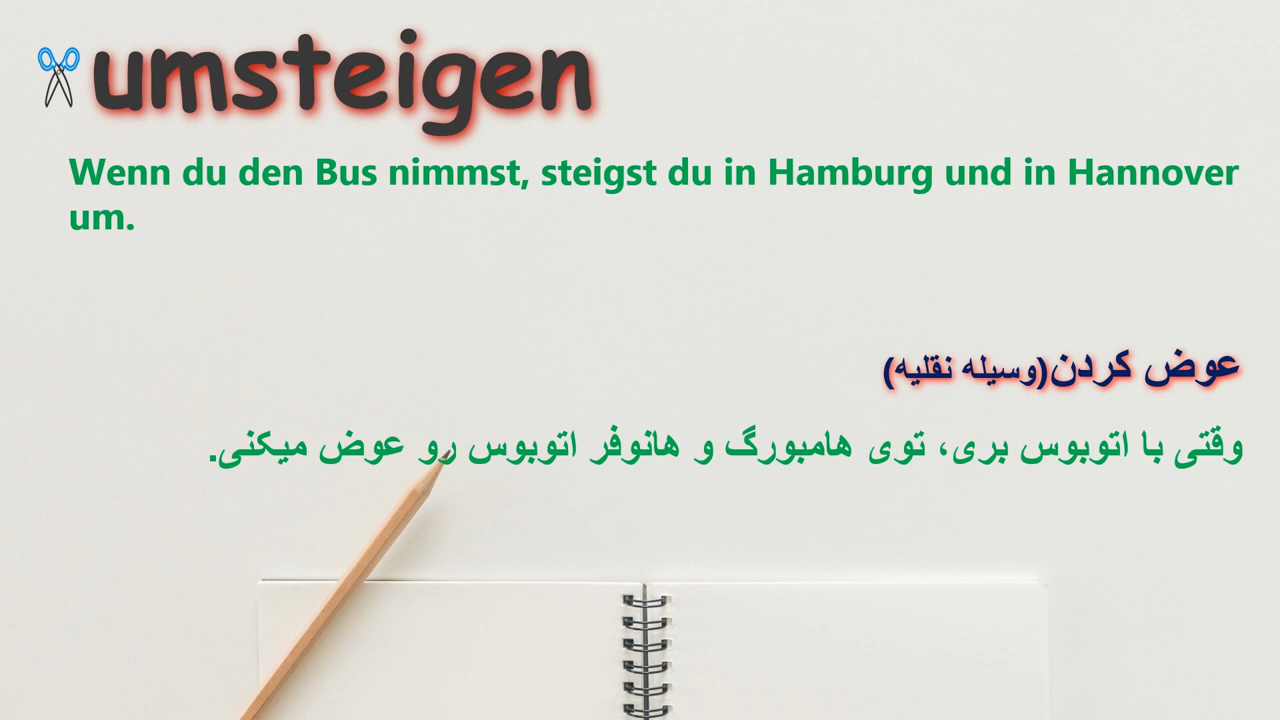 umsteigen
Wenn du den Bus nimmst, steigst du in Hamburg und in Hannover
um.
عوض کردن(وسیله نقلیه)
وقتی با اتوبوس بری، توی هامبورگ و هانوفر اتوبوس رو عوض میکنی.